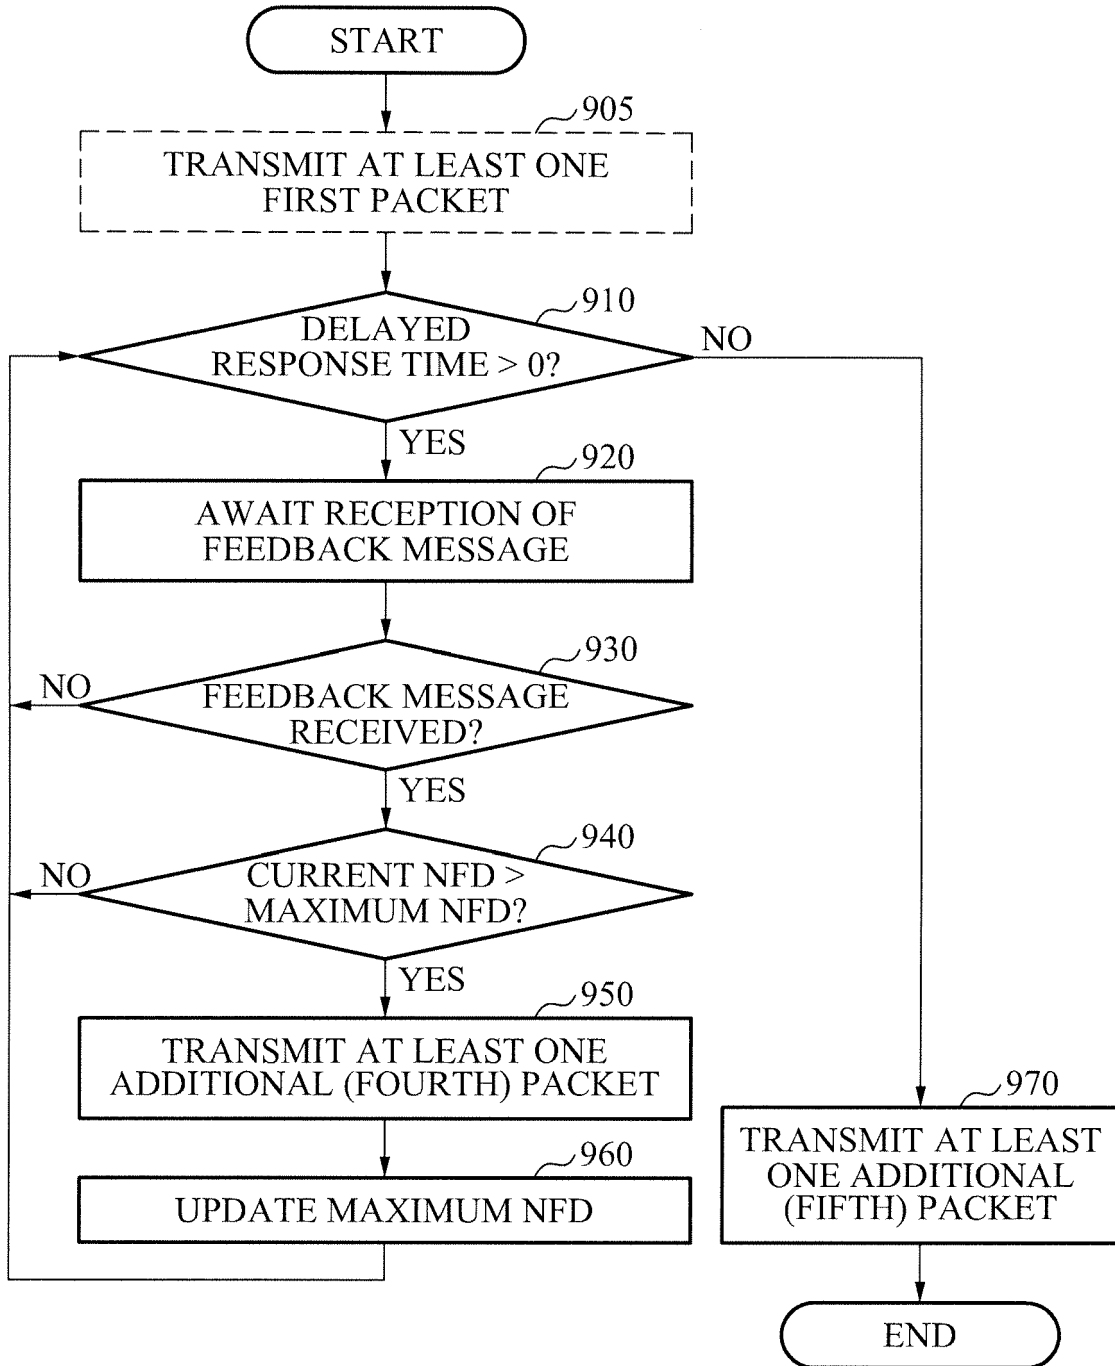 START
905
TRANSMIT AT LEAST ONE
FIRST PACKET
910
DELAYED
RESPONSE TIME > 0?
NO
YES
920
AWAIT RECEPTION OF
FEEDBACK MESSAGE
930
NO
FEEDBACK MESSAGE
RECEIVED?
YES
940
NO
CURRENT NFD >
MAXIMUM NFD?
YES
950
TRANSMIT AT LEAST ONE
ADDITIONAL (FOURTH) PACKET
960
UPDATE MAXIMUM NFD
970
TRANSMIT AT LEAST
ONE ADDITIONAL
(FIFTH) PACKET
END